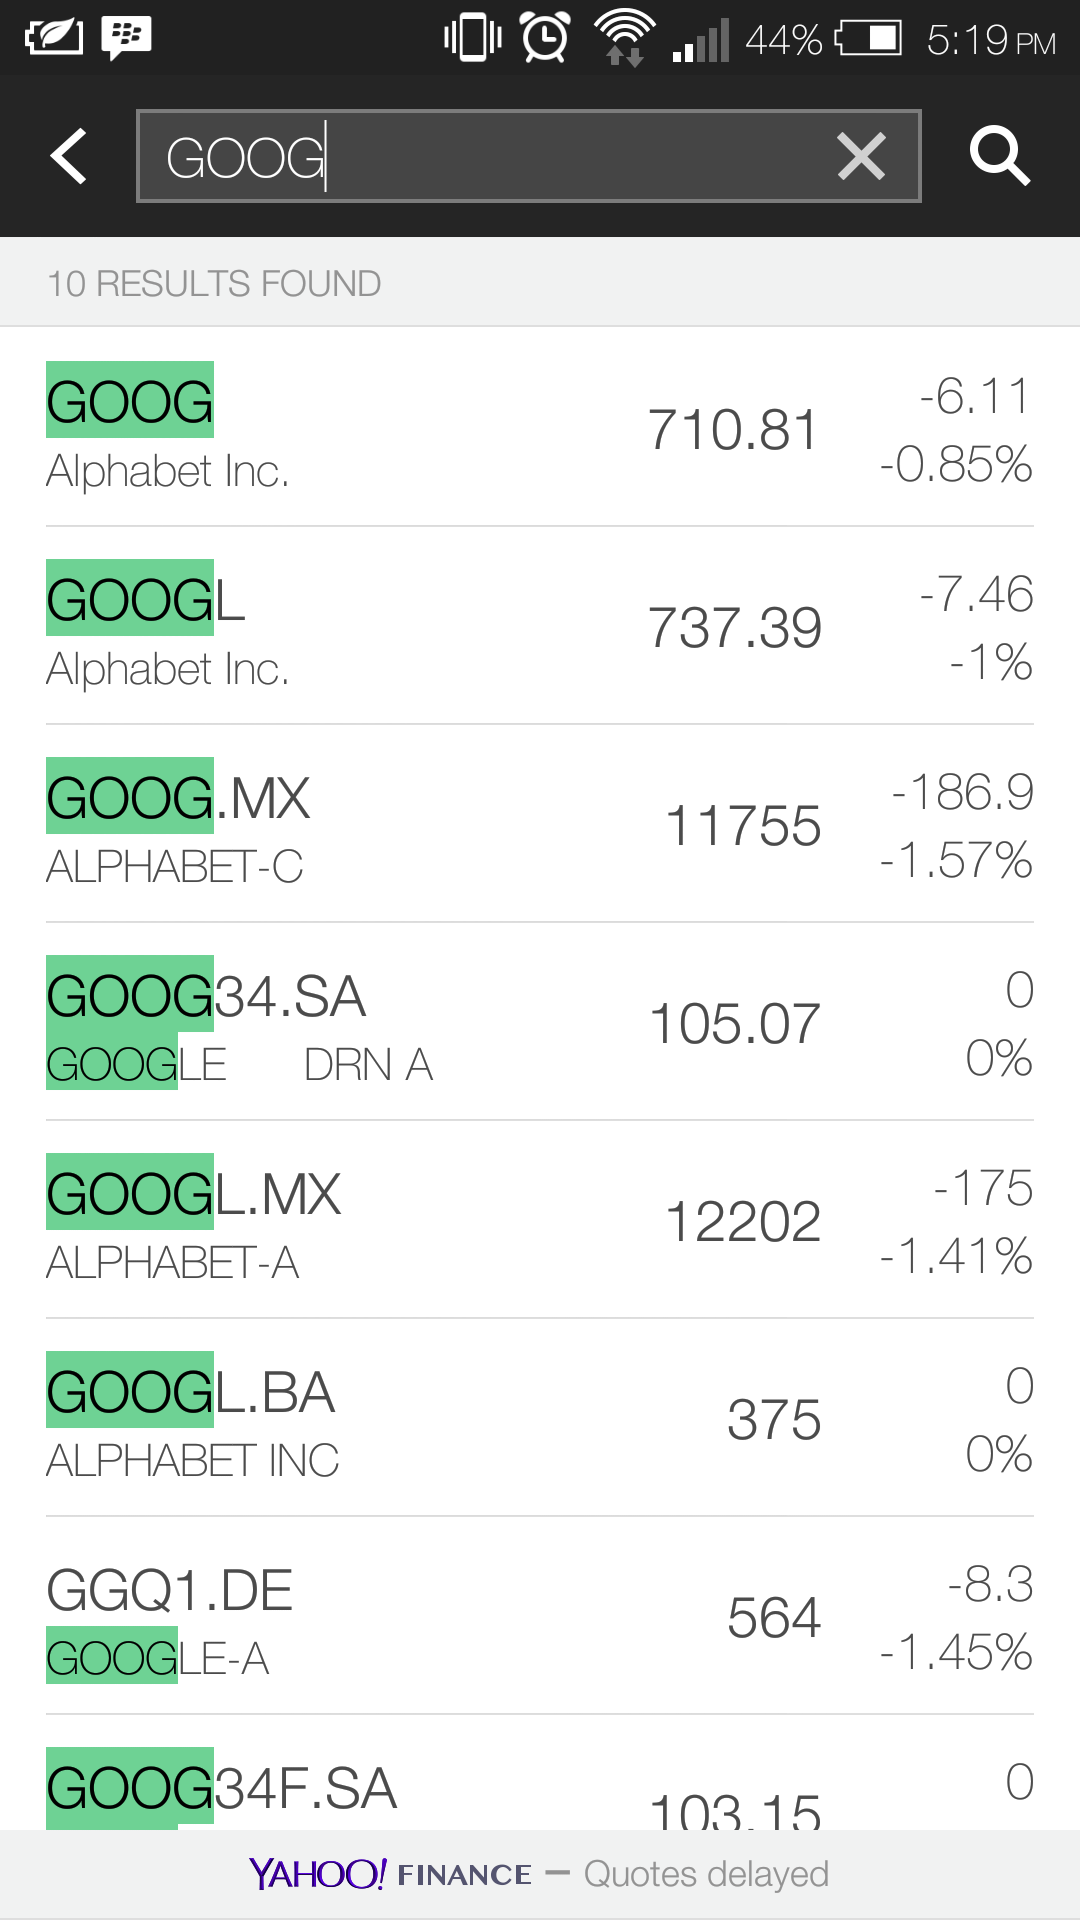 44% 5:19 PM
GOOG
10 RESULTS FOUND
GOOG 710.81 -6.11
Alphabet Inc. -0.85%
GOOGL 737.39 -7.46
Alphabet Inc. -1%
GOOG.MX 11755 -186.9
ALPHABET-C -1.57%
GOOG34.SA 105.07 0
GOOGLE DRN A 0%
GOOGL.MX 12202 -175
ALPHABET-A -1.41%
GOOGL.BA 375 0
ALPHABET INC 0%
GGQ1.DE 564 -8.3
GOOGLE-A -1.45%
GOOG34F.SA 103.15 0
YAHOO! FINANCE — Quotes delayed